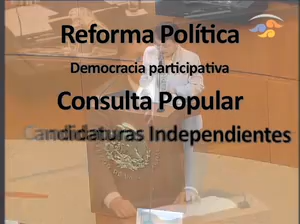 Reforma Política
Democracia participativa
Consulta Popular
Candidaturas Independientes